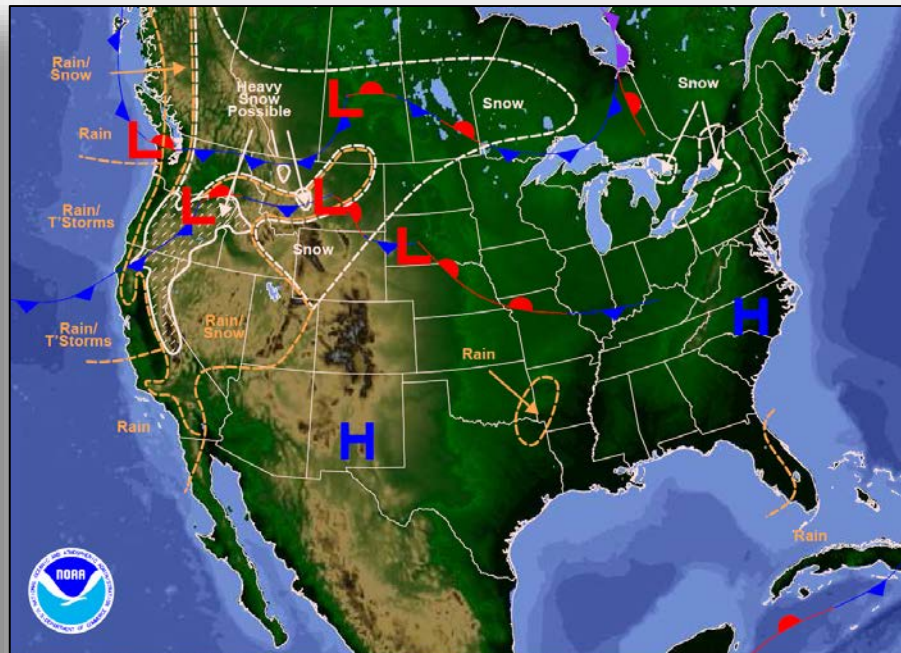 Rain/
Snow
Heavy
Snow
Possible
L
Snow
Snow
Rain
L
Rain/
T'Storms
L
L
Snow
L
Rain/
T'Storms
Rain/
Snow
H
Rain
Rain
H
Rain
NOAA